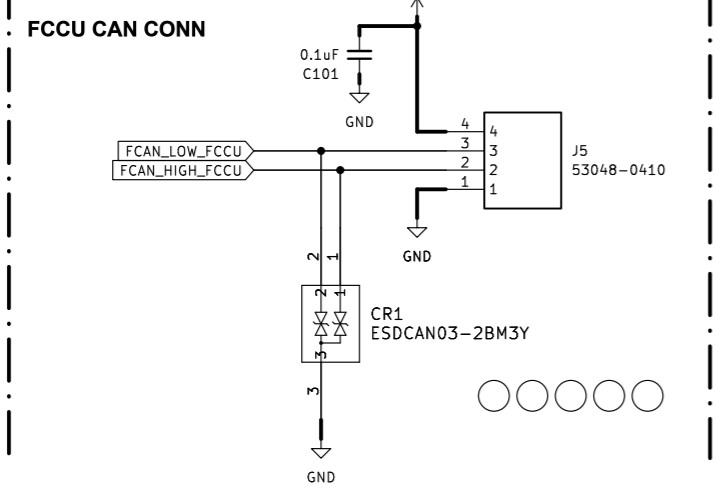 FCCU CAN CONN
0.1uF
C101
GND
4 4
FCAN_LOW_FCCU 3 3
FCAN_HIGH_FCCU 2 2
1 1
J5
53048-0410
GND
2 1
2 1
CR1
ESDCAN03-2BM3Y
3
3
GND